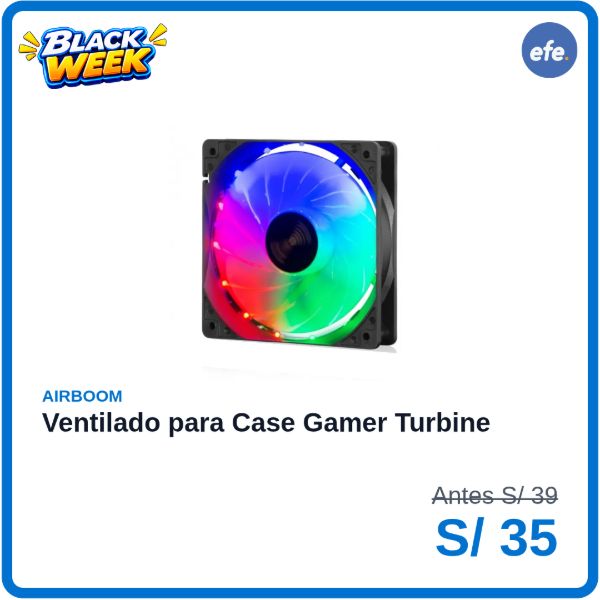 BLACK
WEEK
efe.
AIRBOOM
Ventilado para Case Gamer Turbine
Antes S/ 39
S/ 35